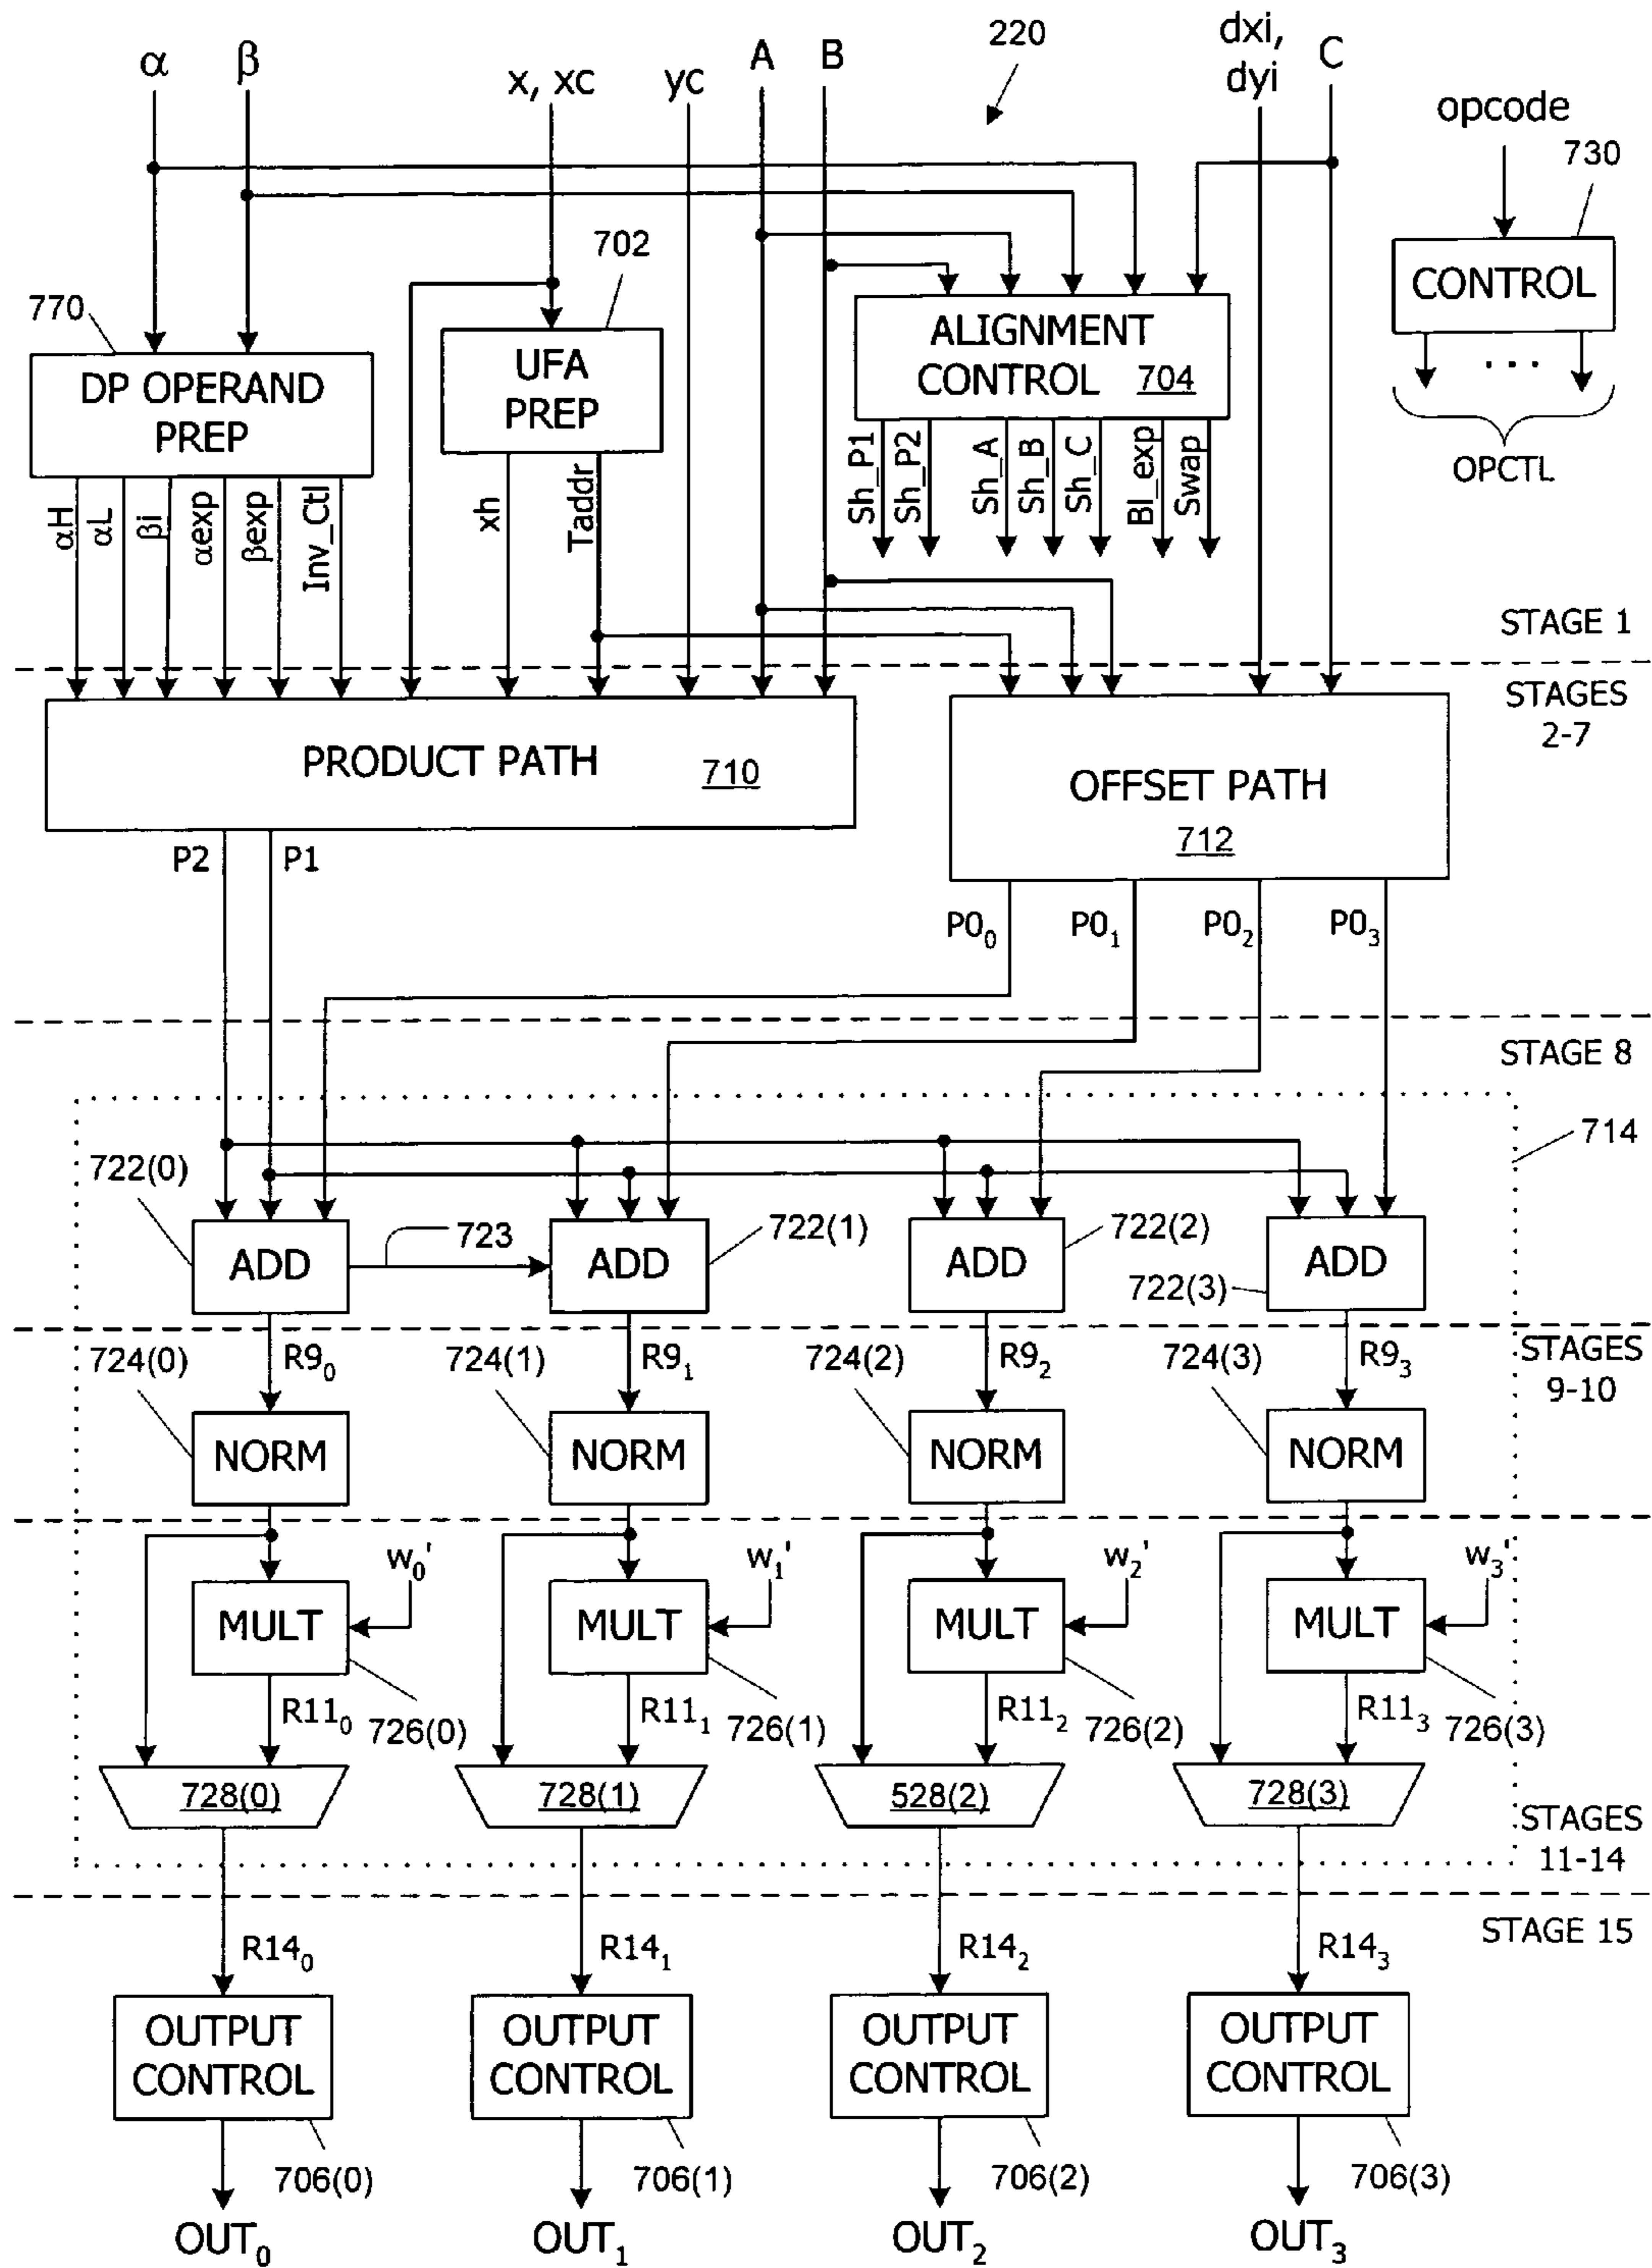 α
β
x, xc
yc
A
B
220
dxi,
dyi
C
opcode
730
CONTROL
. . .
OPCTL
702
770
DP OPERAND
PREP
UFA
PREP
ALIGNMENT
CONTROL 704
αH
αL
βi
αexp
βexp
Inv_Ctl
xh
Taddr
Sh_P1
Sh_P2
Sh_A
Sh_B
Sh_C
Bl_exp
Swap
STAGE 1
STAGES
2-7
PRODUCT PATH 710
OFFSET PATH
712
P2
P1
P0₀
P0₁
P0₂
P0₃
STAGE 8
714
722(0)
ADD
723
ADD
722(1)
ADD
722(2)
722(3)
ADD
724(0)
R9₀
724(1)
R9₁
724(2)
R9₂
724(3)
R9₃
STAGES
9-10
NORM
NORM
NORM
NORM
w₀'
w₁'
w₂'
w₃'
MULT
MULT
MULT
MULT
R11₀
726(0)
R11₁
726(1)
R11₂
726(2)
R11₃
726(3)
728(0)
728(1)
528(2)
728(3)
STAGES
11-14
STAGE 15
R14₀
R14₁
R14₂
R14₃
OUTPUT
CONTROL
OUTPUT
CONTROL
OUTPUT
CONTROL
OUTPUT
CONTROL
706(0)
706(1)
706(2)
706(3)
OUT₀
OUT₁
OUT₂
OUT₃